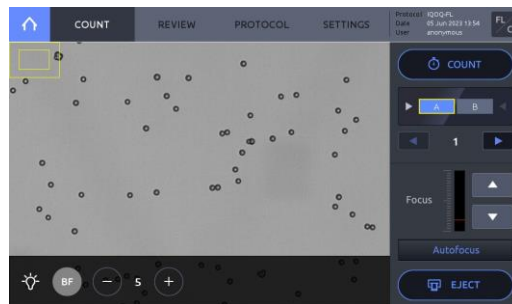 COUNT REVIEW PROTOCOL SETTINGS
Protocol IQOQ-FL
Date 05 Jun 2023 13:54
User anonymous
FL
COUNT
A B
1
Focus
Autofocus
BF 5
EJECT